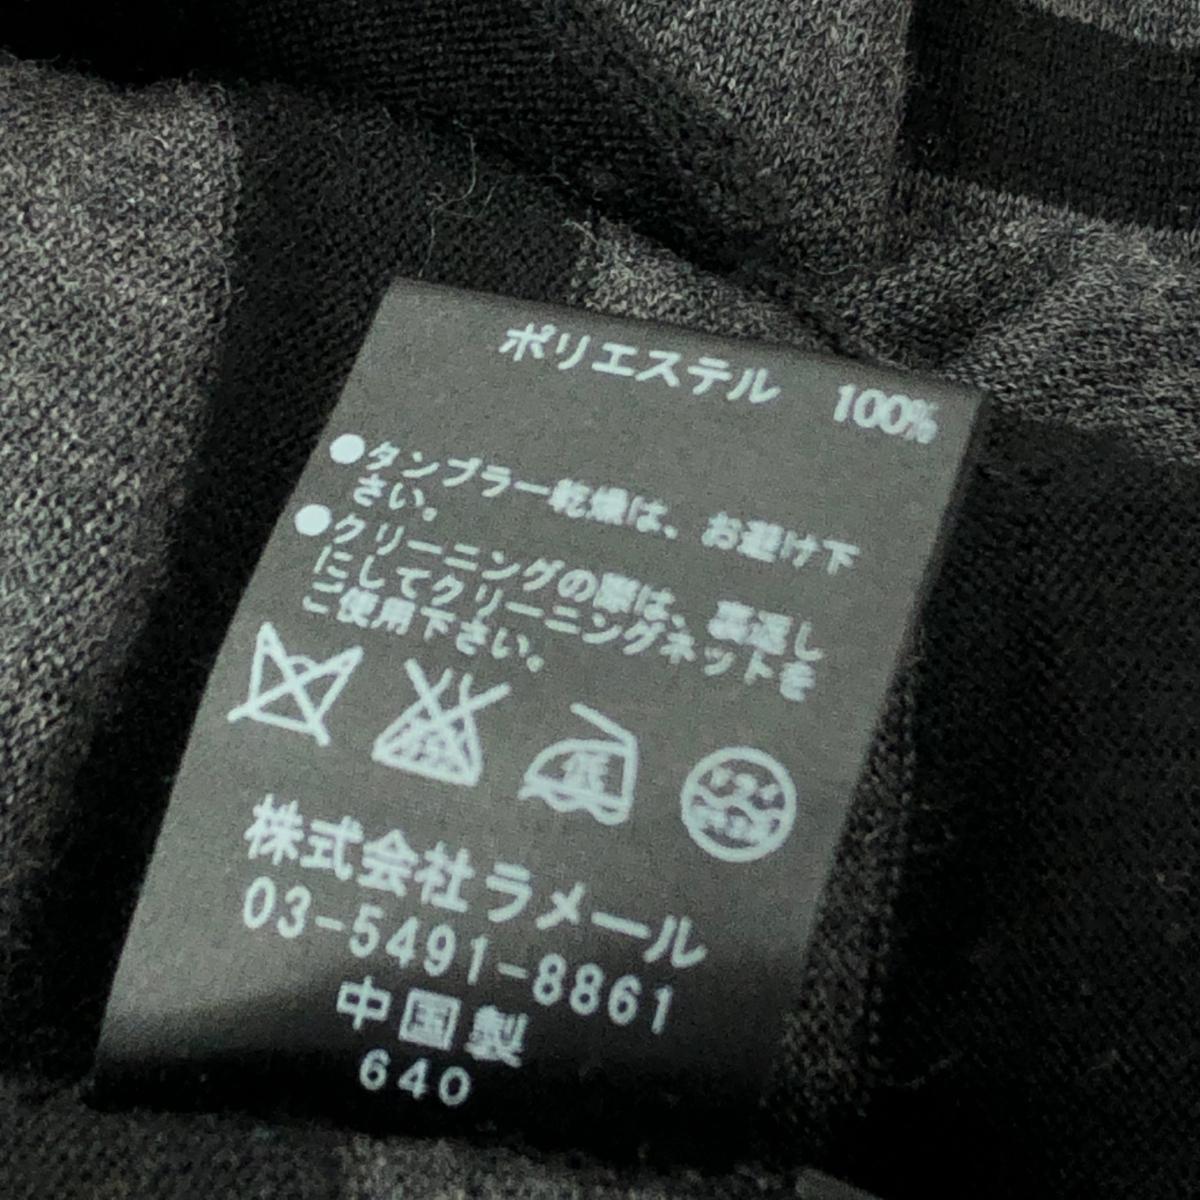 ポリエステル 100%
●タンブラー乾燥は、お避け下
さい。
●クリーニングの際は、裏返し
にしてクリーニングネットを
ご使用下さい。
低
株式会社ラメール
03-5491-8861
中国製
640